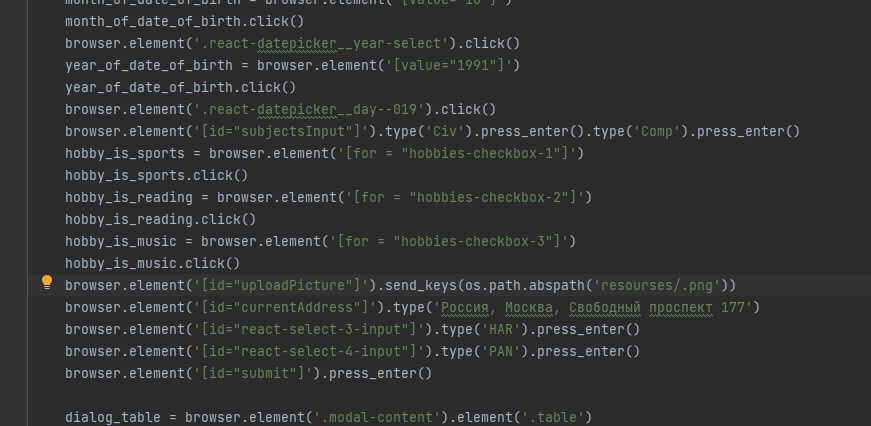 month_of_date_of_birth = browser.element('[value="10"]')
month_of_date_of_birth.click()
browser.element('.react-datepicker__year-select').click()
year_of_date_of_birth = browser.element('[value="1991"]')
year_of_date_of_birth.click()
browser.element('.react-datepicker__day--019').click()
browser.element('[id="subjectsInput"]').type('Civ').press_enter().type('Comp').press_enter()
hobby_is_sports = browser.element('[for = "hobbies-checkbox-1"]')
hobby_is_sports.click()
hobby_is_reading = browser.element('[for = "hobbies-checkbox-2"]')
hobby_is_reading.click()
hobby_is_music = browser.element('[for = "hobbies-checkbox-3"]')
hobby_is_music.click()
browser.element('[id="uploadPicture"]').send_keys(os.path.abspath('resourses/.png'))
browser.element('[id="currentAddress"]').type('Россия, Москва, Свободный проспект 177')
browser.element('[id="react-select-3-input"]').type('HAR').press_enter()
browser.element('[id="react-select-4-input"]').type('PAN').press_enter()
browser.element('[id="submit"]').press_enter()
dialog_table = browser.element('.modal-content').element('.table')